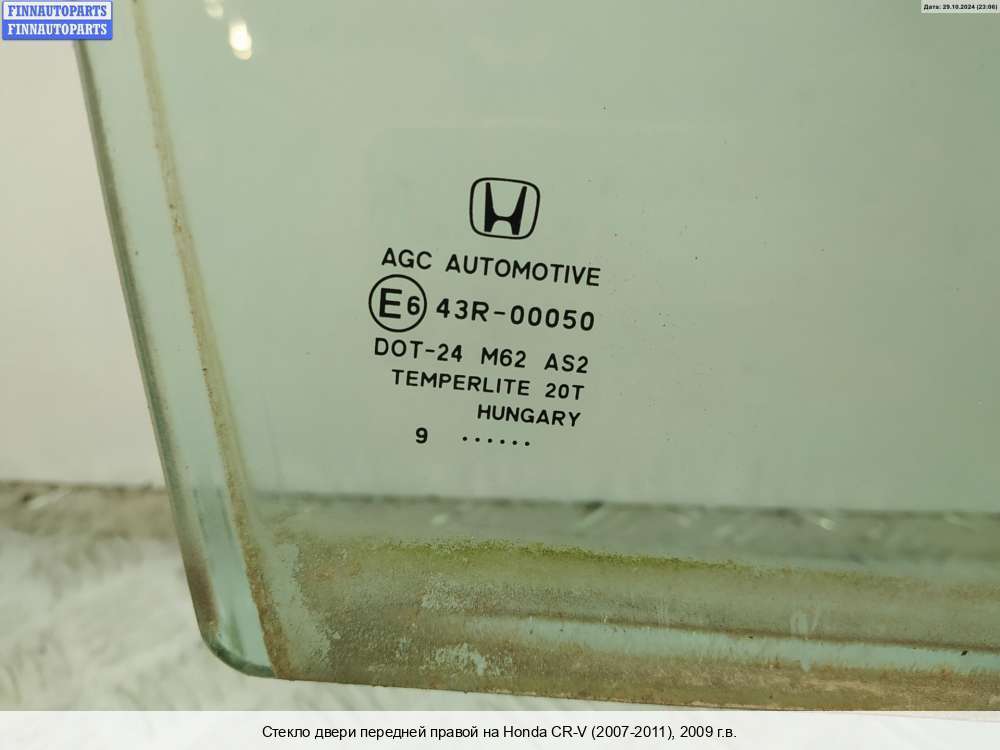 FINNAUTOPARTS
FINNAUTOPARTS
Дата: 29.10.2024 (23:06)
AGC AUTOMOTIVE
E6 43R-00050
DOT-24 M62 AS2
TEMPERLITE 20T
HUNGARY
9 ......
Стекло двери передней правой на Honda CR-V (2007-2011), 2009 г.в.